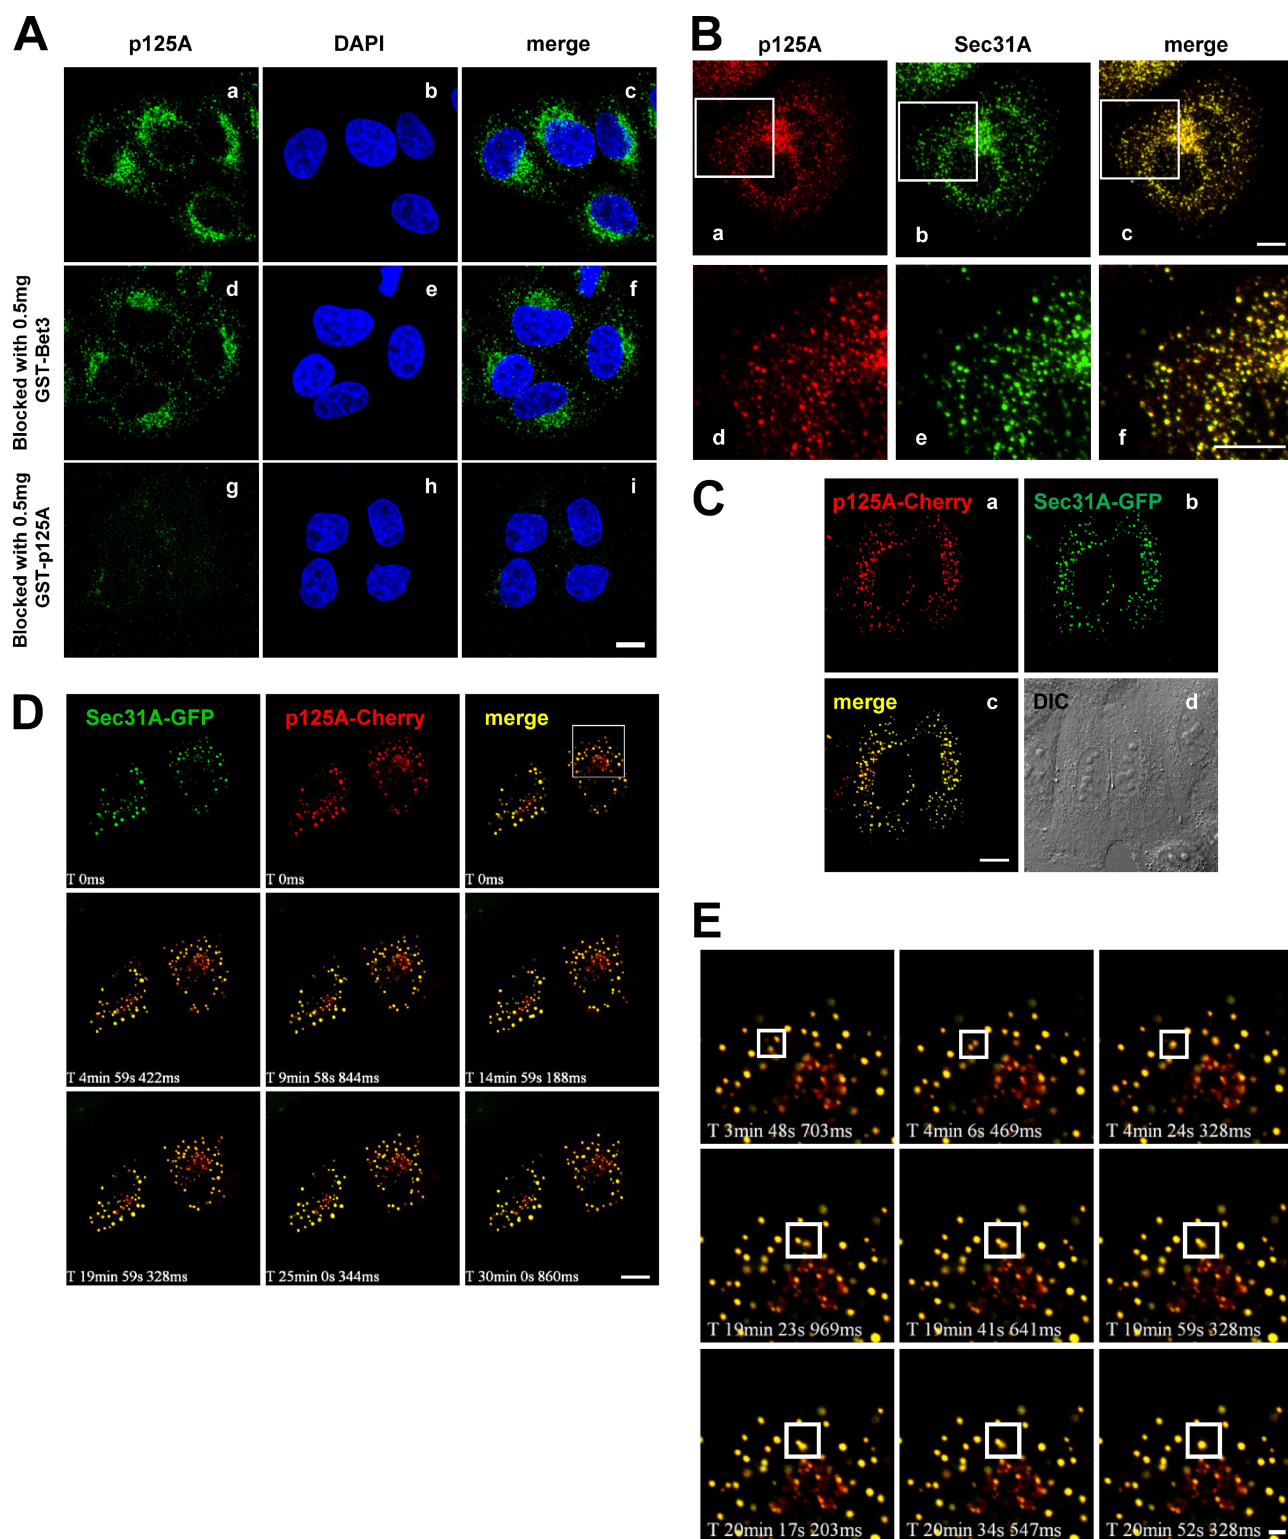 A
p125A DAPI merge
a b c
Blocked with 0.5mg
GST-Bet3
d e f
Blocked with 0.5mg
GST-p125A
g h i
B
p125A Sec31A merge
a b c
d e f
C
p125A-Cherry a Sec31A-GFP b
merge c DIC d
D
Sec31A-GFP p125A-Cherry merge
T 0ms T 0ms T 0ms
T 4min 59s 422ms T 9min 58s 844ms T 14min 59s 188ms
T 19min 59s 328ms T 25min 0s 344ms T 30min 0s 860ms
E
T 3min 48s 703ms T 4min 6s 469ms T 4min 24s 328ms
T 19min 23s 969ms T 19min 41s 641ms T 19min 59s 328ms
T 20min 17s 203ms T 20min 34s 547ms T 20min 52s 328ms